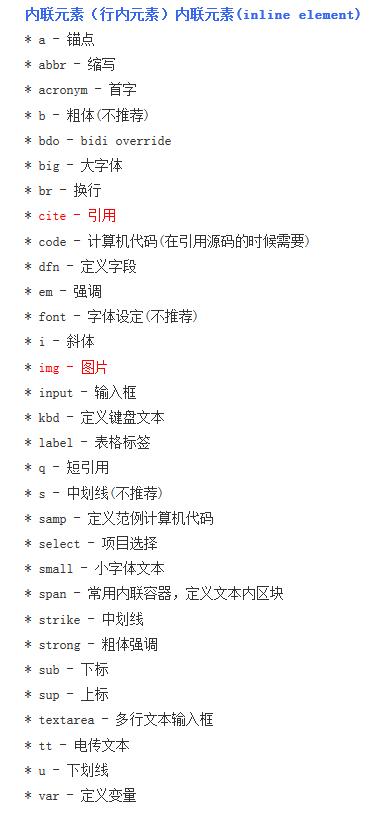 内联元素（行内元素）内联元素(inline element)
* a - 锚点
* abbr - 缩写
* acronym - 首字
* b - 粗体(不推荐)
* bdo - bidi override
* big - 大字体
* br - 换行
* cite - 引用
* code - 计算机代码(在引用源码的时候需要)
* dfn - 定义字段
* em - 强调
* font - 字体设定(不推荐)
* i - 斜体
* img - 图片
* input - 输入框
* kbd - 定义键盘文本
* label - 表格标签
* q - 短引用
* s - 中划线(不推荐)
* samp - 定义范例计算机代码
* select - 项目选择
* small - 小字体文本
* span - 常用内联容器，定义文本内区块
* strike - 中划线
* strong - 粗体强调
* sub - 下标
* sup - 上标
* textarea - 多行文本输入框
* tt - 电传文本
* u - 下划线
* var - 定义变量